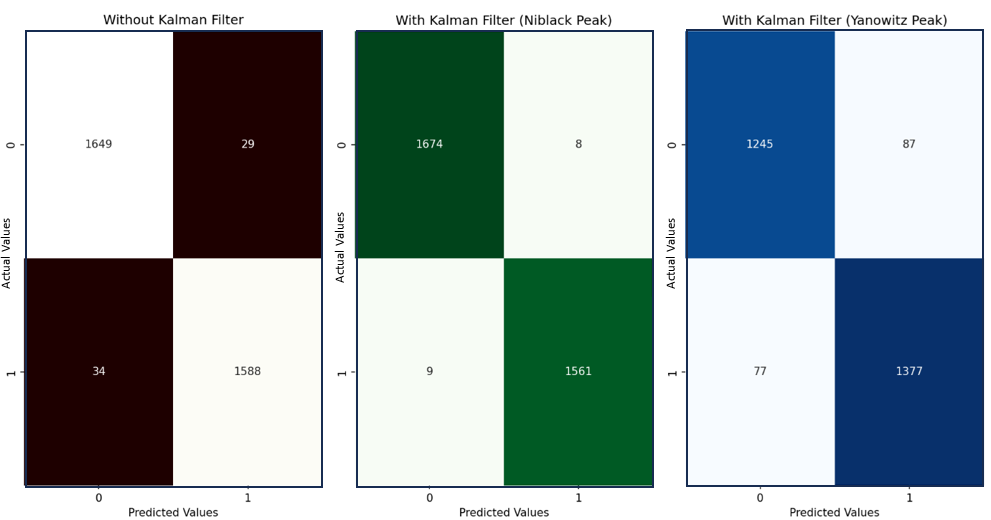 Without Kalman Filter
Actual Values
0
1
1649
29
34
1588
0
1
Predicted Values
With Kalman Filter (Niblack Peak)
Actual Values
0
1
1674
8
9
1561
0
1
Predicted Values
With Kalman Filter (Yanowitz Peak)
Actual Values
0
1
1245
87
77
1377
0
1
Predicted Values